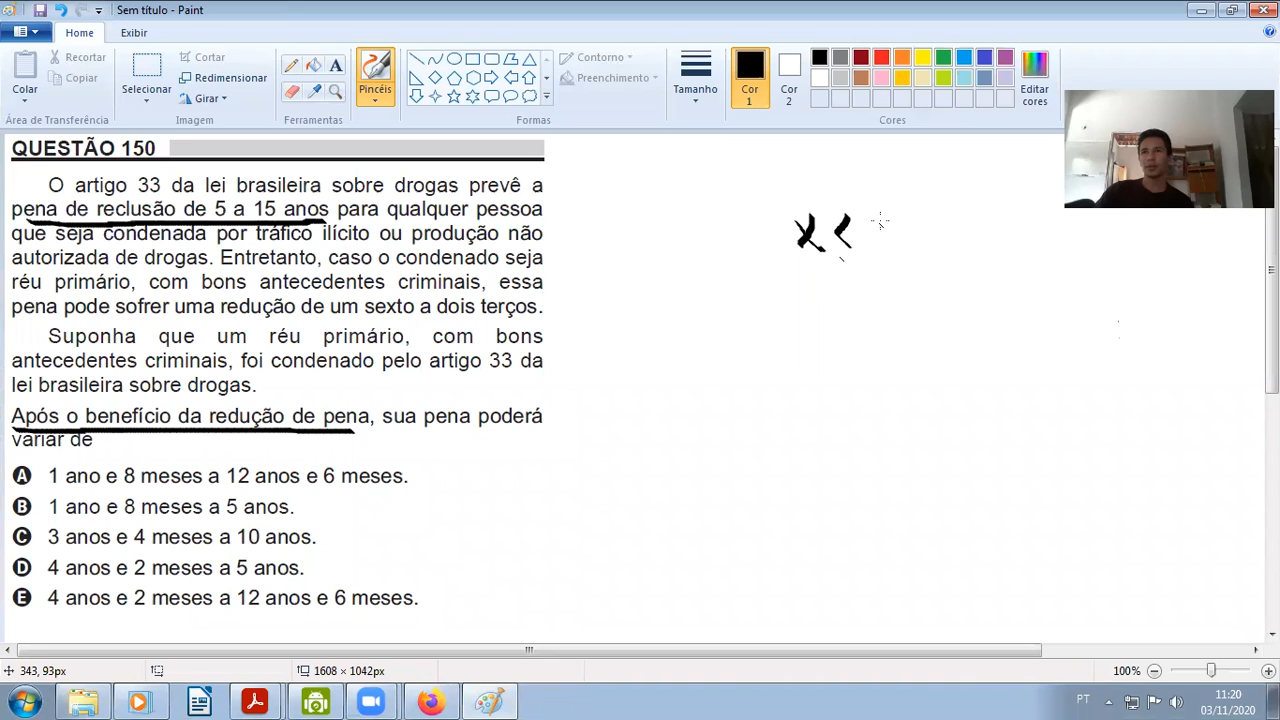 Sem título - Paint
Home
Exibir
Colar
Recortar
Copiar
Área de Transferência
Selecionar
Cortar
Redimensionar
Girar
Imagem
A
Ferramentas
Pincéis
Contorno
Preenchimento
Formas
Tamanho
Cor 1
Cor 2
Editar cores
Cores
QUESTÃO 150
O artigo 33 da lei brasileira sobre drogas prevê a
pena de reclusão de 5 a 15 anos para qualquer pessoa
que seja condenada por tráfico ilícito ou produção não
autorizada de drogas. Entretanto, caso o condenado seja
réu primário, com bons antecedentes criminais, essa
pena pode sofrer uma redução de um sexto a dois terços.
Suponha que um réu primário, com bons
antecedentes criminais, foi condenado pelo artigo 33 da
lei brasileira sobre drogas.
Após o benefício da redução de pena, sua pena poderá
variar de
A 1 ano e 8 meses a 12 anos e 6 meses.
B 1 ano e 8 meses a 5 anos.
C 3 anos e 4 meses a 10 anos.
D 4 anos e 2 meses a 5 anos.
E 4 anos e 2 meses a 12 anos e 6 meses.
343, 93px
1608 × 1042px
100%
PT
11:20
03/11/2020